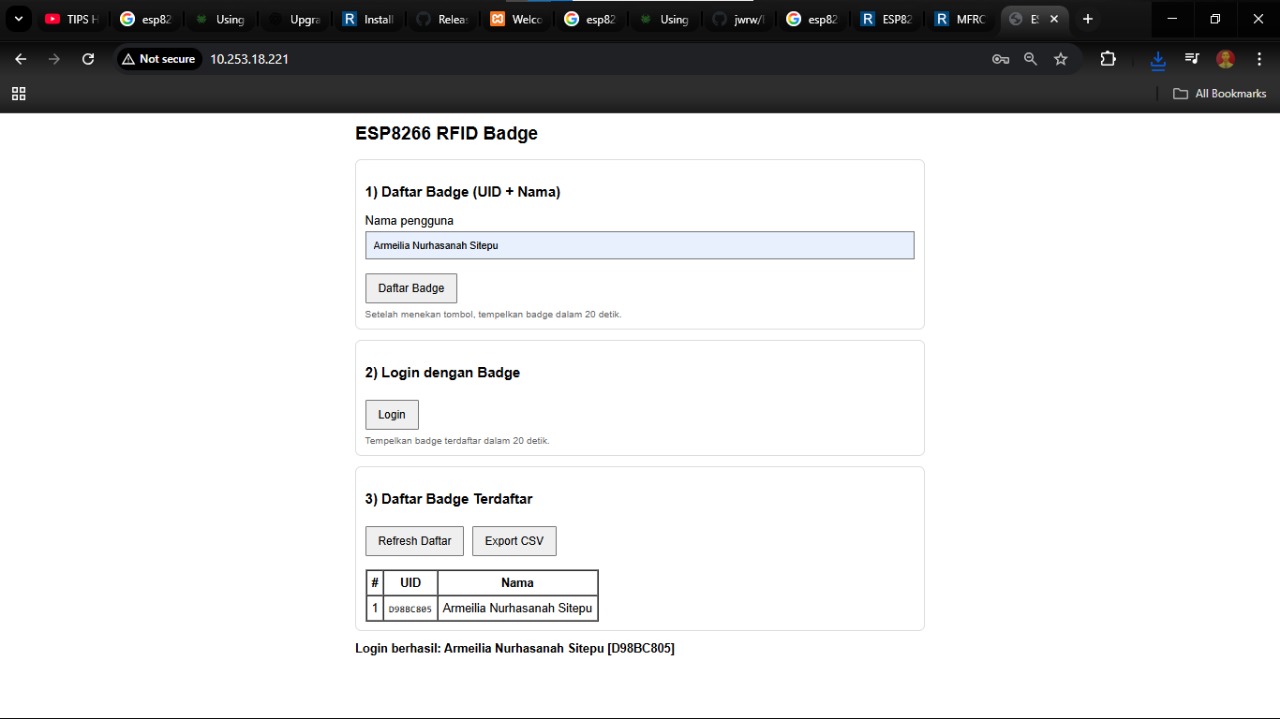 TIPS H
esp82
Using
Upgra
Install
Relea
Welco
esp82
Using
jwrw/
esp82
ESP82
MFRC
Not secure
10.253.18.221
All Bookmarks
ESP8266 RFID Badge
1) Daftar Badge (UID + Nama)
Nama pengguna
Armeilia Nurhasanah Sitepu
Daftar Badge
Setelah menekan tombol, tempelkan badge dalam 20 detik.
2) Login dengan Badge
Login
Tempelkan badge terdaftar dalam 20 detik.
3) Daftar Badge Terdaftar
Refresh Daftar Export CSV
# UID Nama
1 D98BC805 Armeilia Nurhasanah Sitepu
Login berhasil: Armeilia Nurhasanah Sitepu [D98BC805]